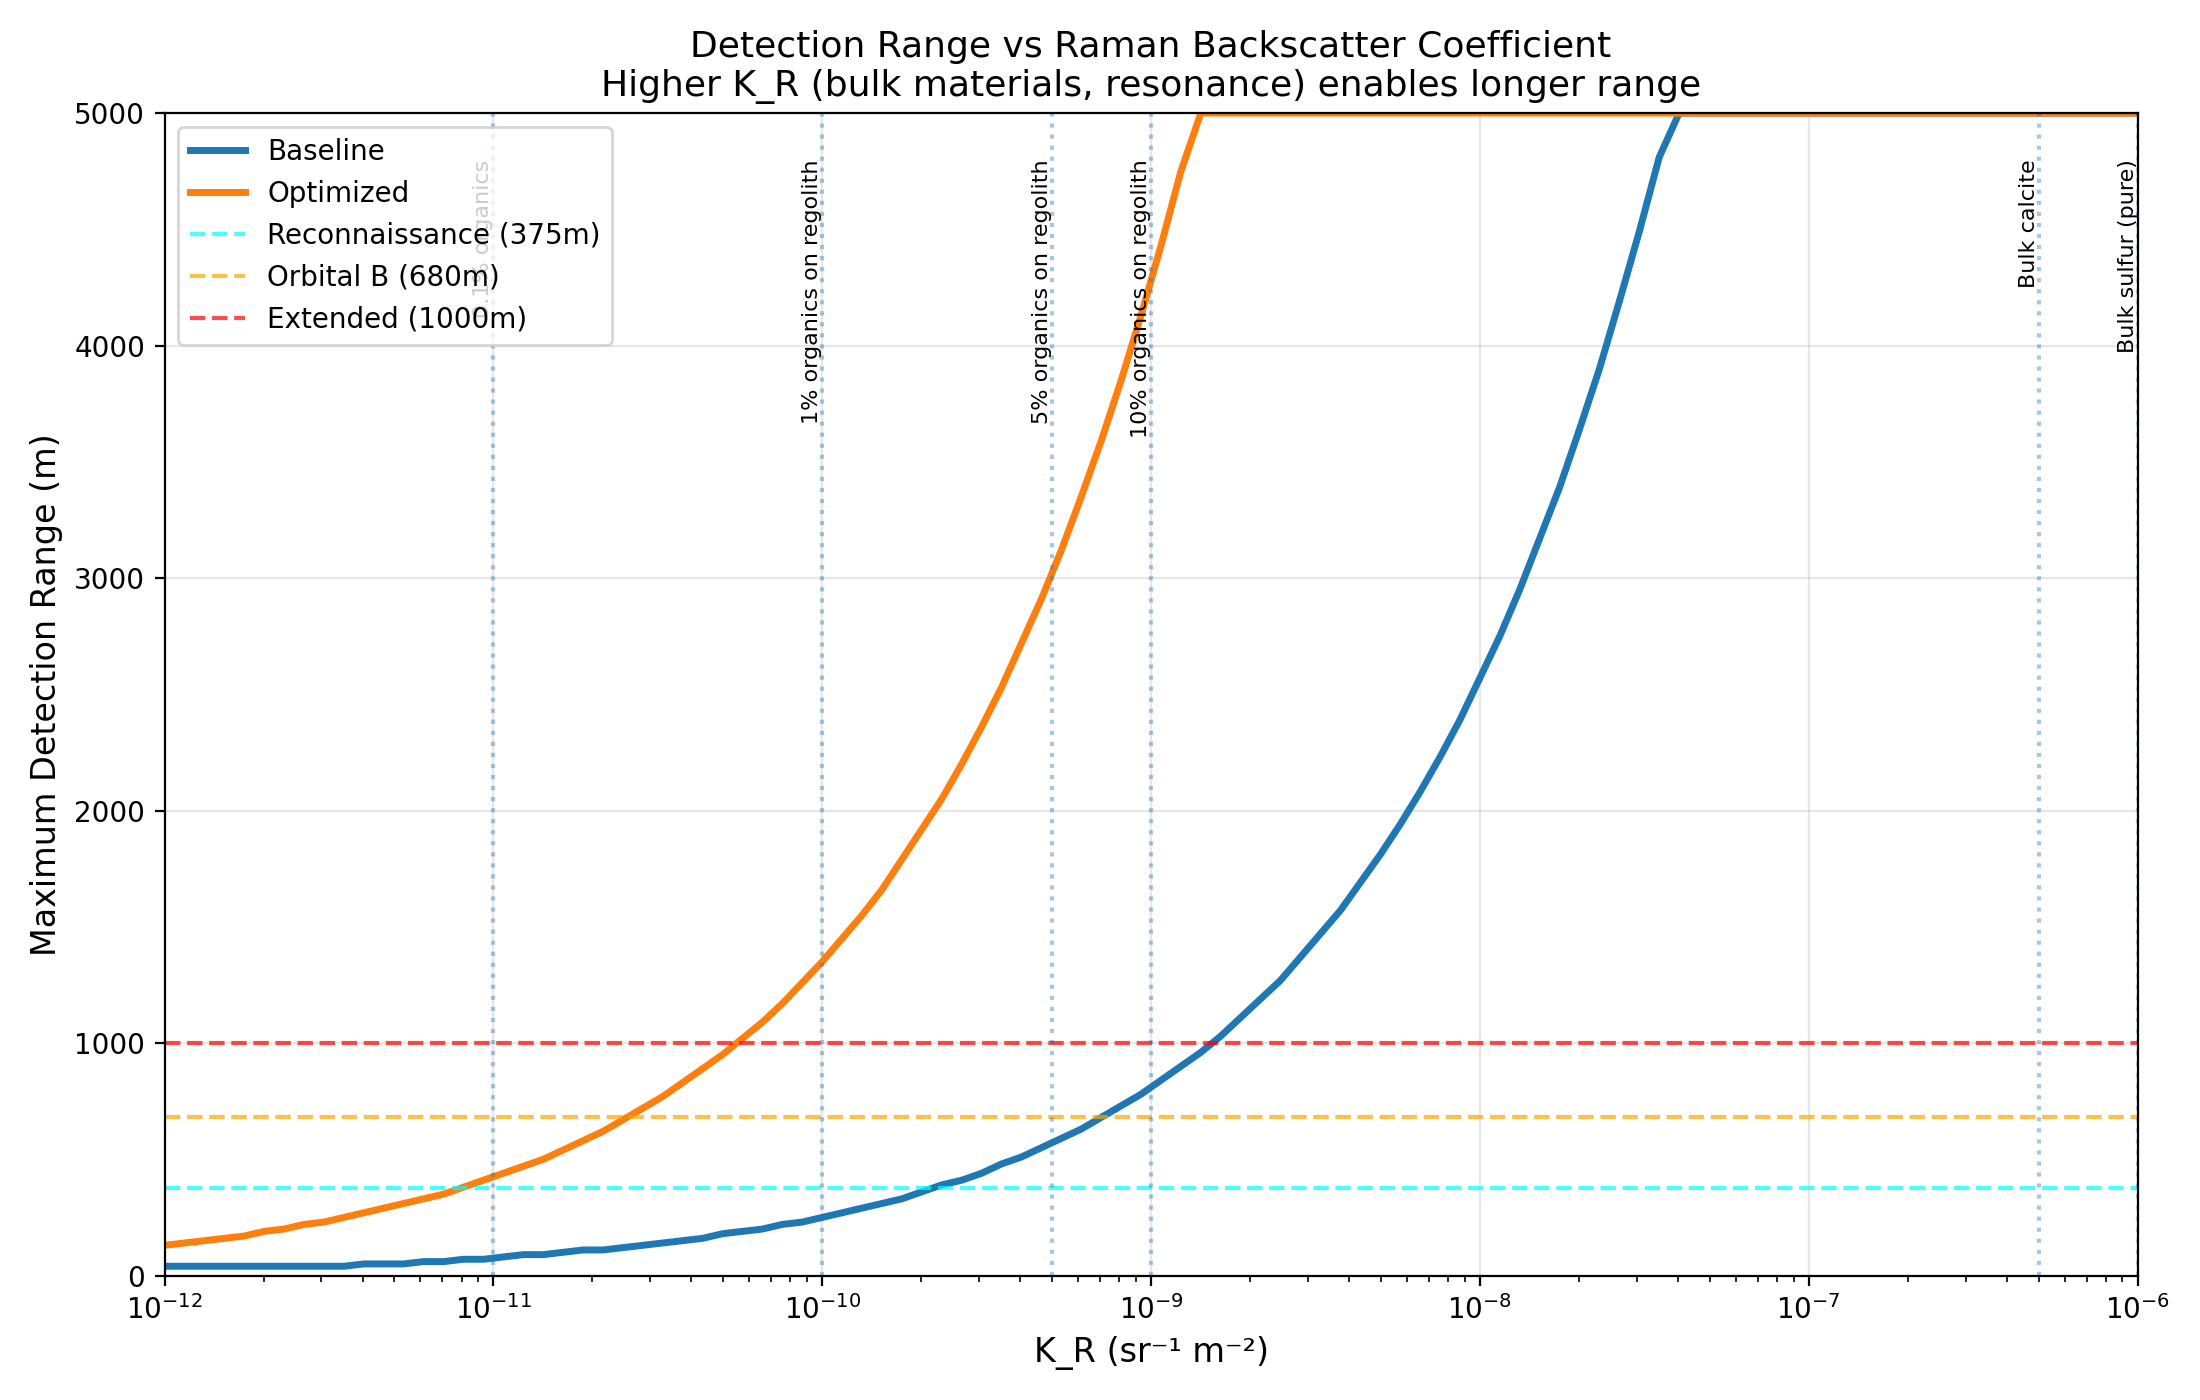 Detection Range vs Raman Backscatter Coefficient
Higher K_R (bulk materials, resonance) enables longer range
Maximum Detection Range (m)
5000
4000
3000
2000
1000
0
Baseline
Optimized
Reconnaissance (375m)
Orbital B (680m)
Extended (1000m)
0.1% organics
1% organics on regolith
5% organics on regolith
10% organics on regolith
Bulk calcite
Bulk sulfur (pure)
10⁻¹²
10⁻¹¹
10⁻¹⁰
10⁻⁹
10⁻⁸
10⁻⁷
10⁻⁶
K_R (sr⁻¹ m⁻²)